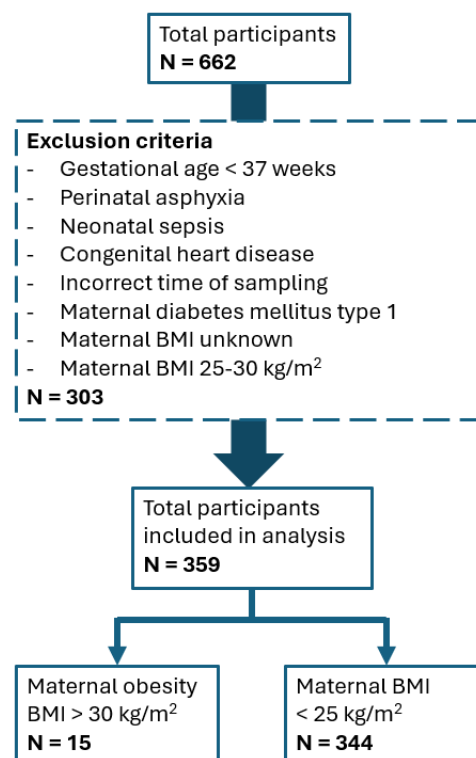 Total participants
N = 662
Exclusion criteria
- Gestational age < 37 weeks
- Perinatal asphyxia
- Neonatal sepsis
- Congenital heart disease
- Incorrect time of sampling
- Maternal diabetes mellitus type 1
- Maternal BMI unknown
- Maternal BMI 25-30 kg/m²
N = 303
Total participants
included in analysis
N = 359
Maternal obesity
BMI > 30 kg/m²
N = 15
Maternal BMI
< 25 kg/m²
N = 344